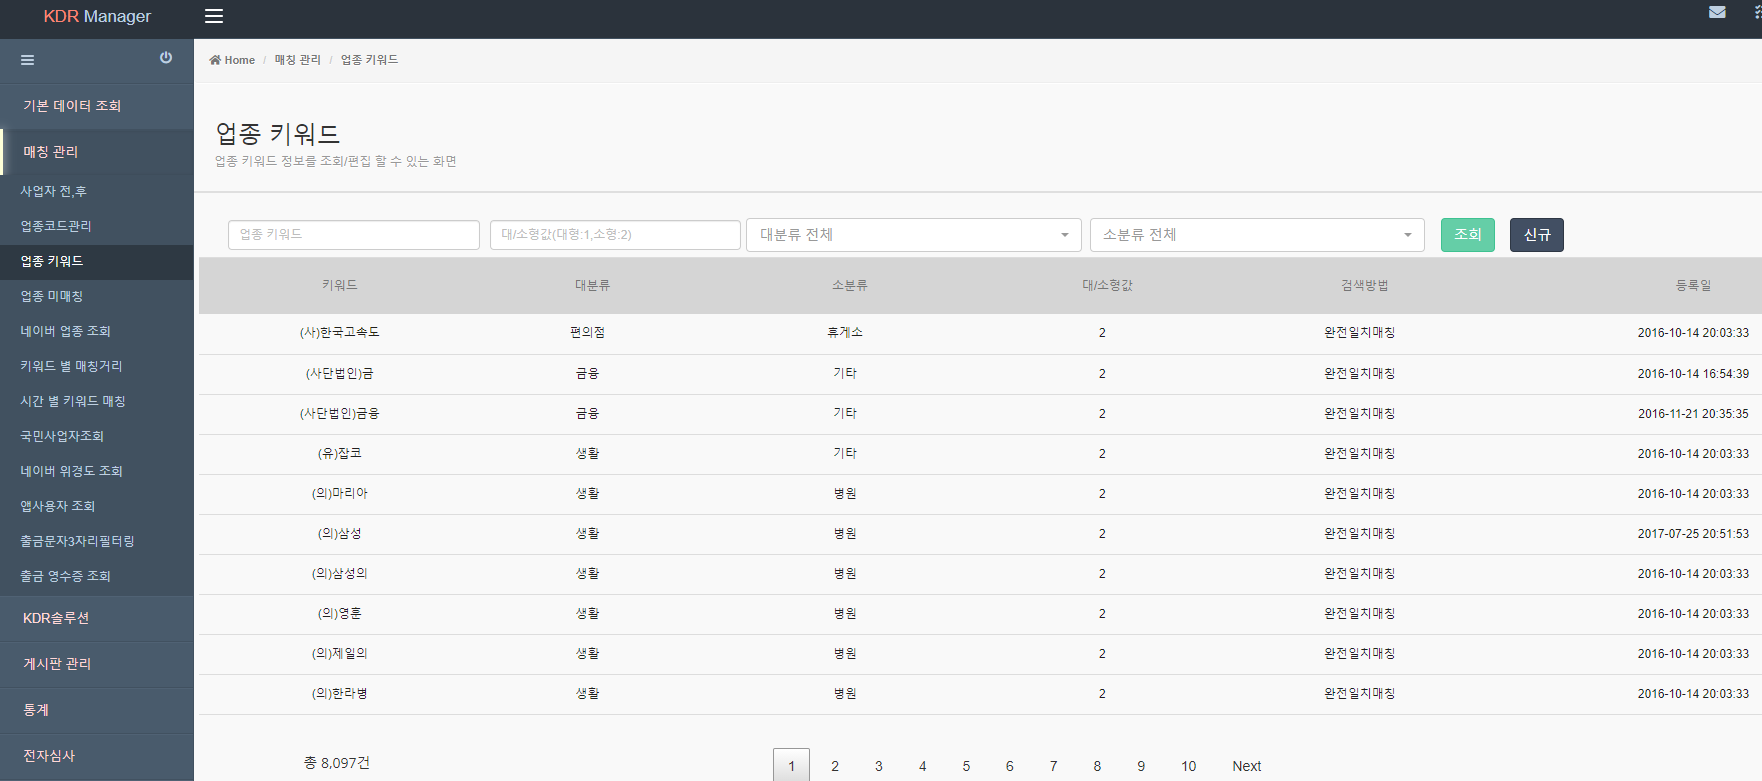 KDR Manager
Home / 매칭 관리 / 업종 키워드
기본 데이터 조회
매칭 관리
사업자 전,후
업종코드관리
업종 키워드
업종 미매칭
네이버 업종 조회
키워드 별 매칭거리
시간 별 키워드 매칭
국민사업자조회
네이버 위경도 조회
앱사용자 조회
출금문자3자리필터링
출금 영수증 조회
KDR솔루션
게시판 관리
통계
전자심사
업종 키워드
업종 키워드 정보를 조회/편집 할 수 있는 화면
업종 키워드 대/소형값(대형:1,소형:2) 대분류 전체 소분류 전체 조회 신규
키워드 대분류 소분류 대/소형값 검색방법 등록일
(사)한국고속도 편의점 휴게소 2 완전일치매칭 2016-10-14 20:03:33
(사단법인)금 금융 기타 2 완전일치매칭 2016-10-14 16:54:39
(사단법인)금융 금융 기타 2 완전일치매칭 2016-11-21 20:35:35
(유)잡코 생활 기타 2 완전일치매칭 2016-10-14 20:03:33
(의)마리아 생활 병원 2 완전일치매칭 2016-10-14 20:03:33
(의)삼성 생활 병원 2 완전일치매칭 2017-07-25 20:51:53
(의)삼성의 생활 병원 2 완전일치매칭 2016-10-14 20:03:33
(의)영훈 생활 병원 2 완전일치매칭 2016-10-14 20:03:33
(의)제일의 생활 병원 2 완전일치매칭 2016-10-14 20:03:33
(의)한라병 생활 병원 2 완전일치매칭 2016-10-14 20:03:33
총 8,097건 1 2 3 4 5 6 7 8 9 10 Next